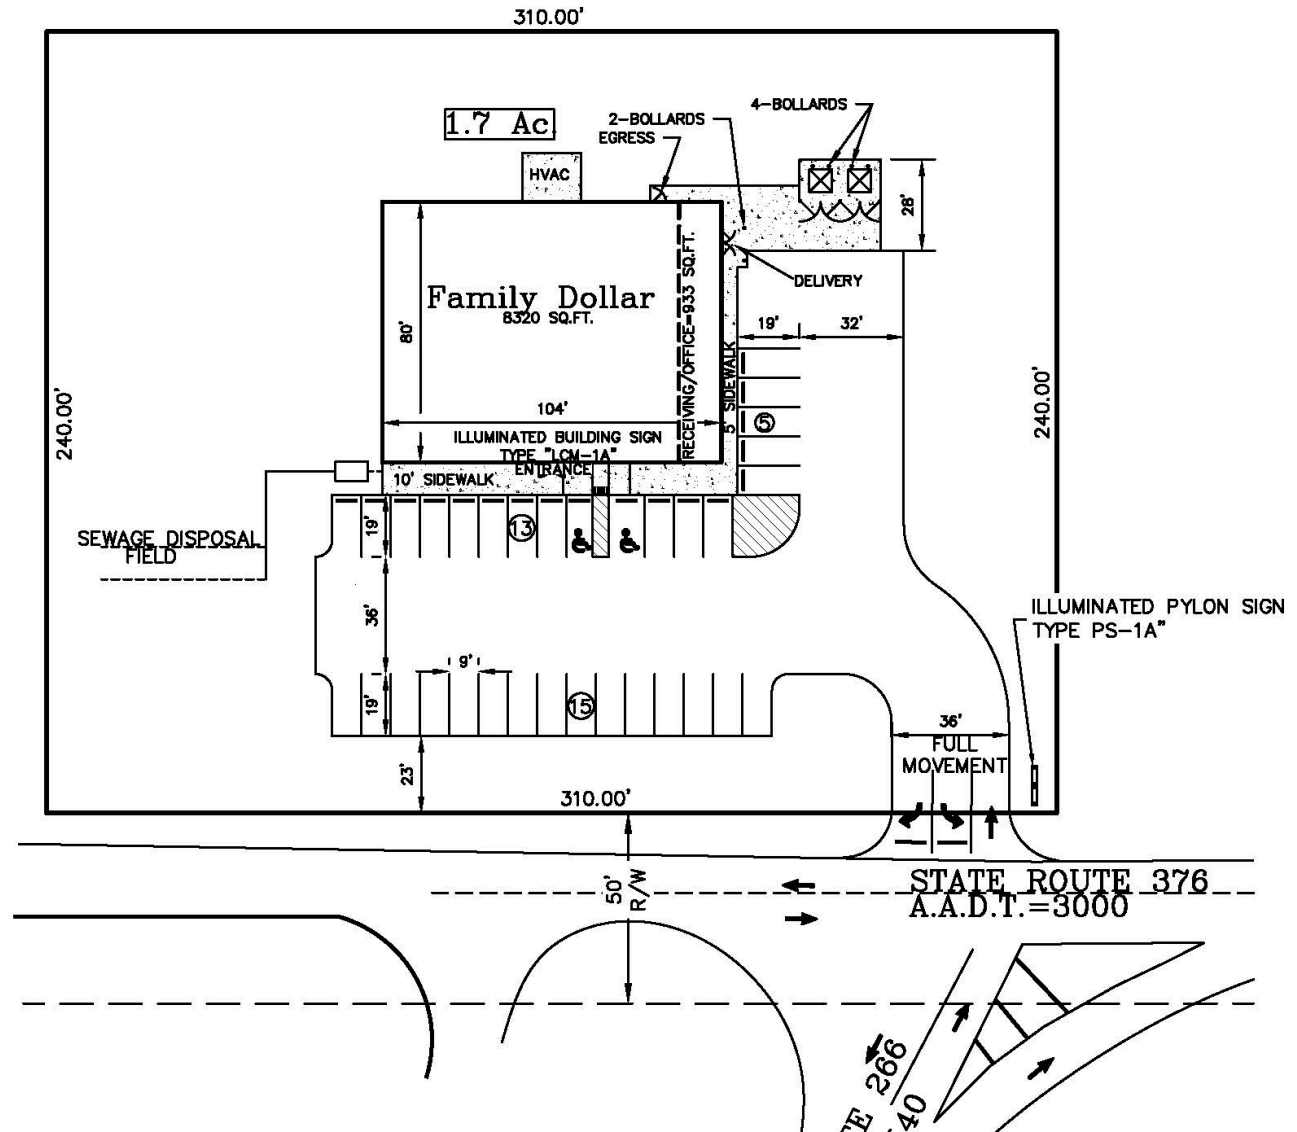 310.00'
1.7 Ac.
4-BOLLARDS
2-BOLLARDS
EGRESS
HVAC
28'
RECEIVING/OFFICE=933 SQ.FT.
DELIVERY
Family Dollar
8320 SQ.FT.
80'
19'
32'
5' SIDEWALK
240.00'
240.00'
104'
5
ILLUMINATED BUILDING SIGN
TYPE "LCM-1A"
ENTRANCE
10' SIDEWALK
19'
13
SEWAGE DISPOSAL
FIELD
36'
ILLUMINATED PYLON SIGN
TYPE PS-1A"
9'
19'
15
36'
FULL
MOVEMENT
23'
310.00'
50'
R/W
STATE ROUTE 376
A.A.D.T.=3000
TE 266
40